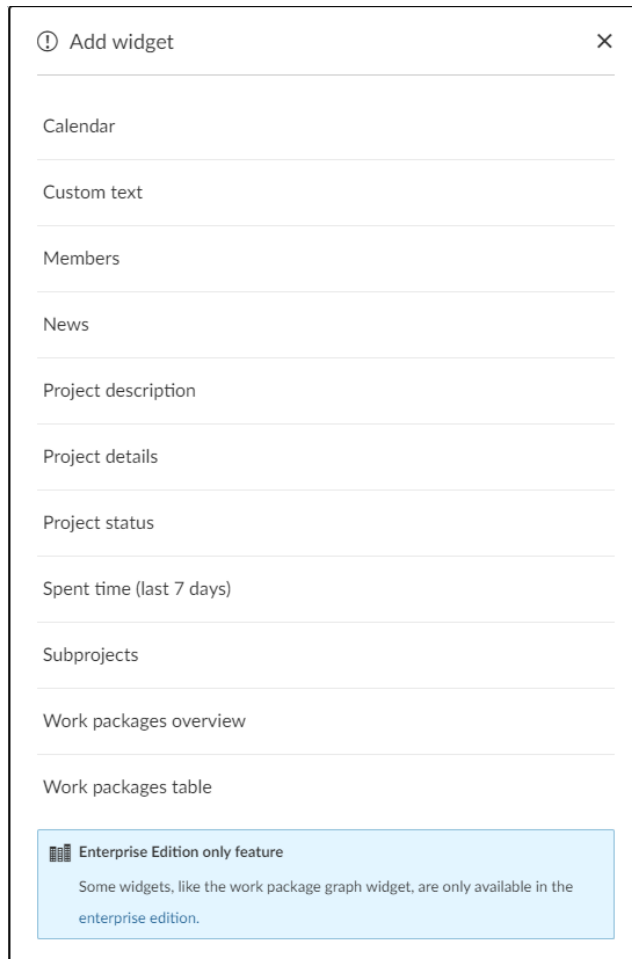 Add widget
Calendar
Custom text
Members
News
Project description
Project details
Project status
Spent time (last 7 days)
Subprojects
Work packages overview
Work packages table
Enterprise Edition only feature
Some widgets, like the work package graph widget, are only available in the
enterprise edition.